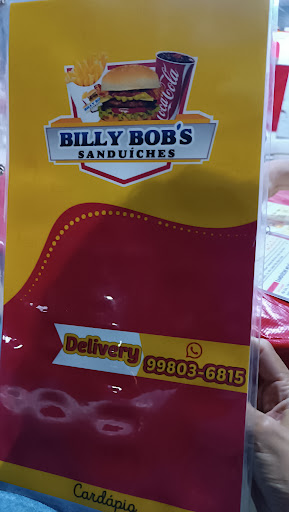 Coca-Cola
BILLY BOB'S
SANDUÍCHES
Delivery
99803-6815
Cardápio